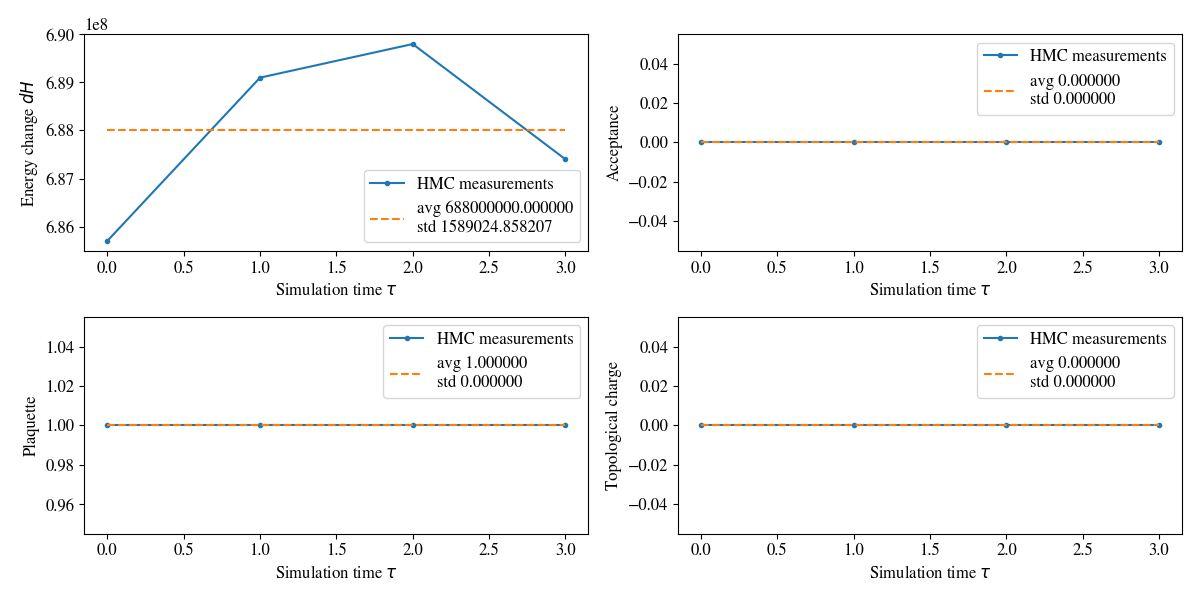 1e8
6.90
6.89
6.88
6.87
6.86
Energy change dH
HMC measurements
avg 688000000.000000
std 1589024.858207
0.0 0.5 1.0 1.5 2.0 2.5 3.0
Simulation time τ
0.04
0.02
0.00
−0.02
−0.04
Acceptance
HMC measurements
avg 0.000000
std 0.000000
0.0 0.5 1.0 1.5 2.0 2.5 3.0
Simulation time τ
1.04
1.02
1.00
0.98
0.96
Plaquette
HMC measurements
avg 1.000000
std 0.000000
0.0 0.5 1.0 1.5 2.0 2.5 3.0
Simulation time τ
0.04
0.02
0.00
−0.02
−0.04
Topological charge
HMC measurements
avg 0.000000
std 0.000000
0.0 0.5 1.0 1.5 2.0 2.5 3.0
Simulation time τ